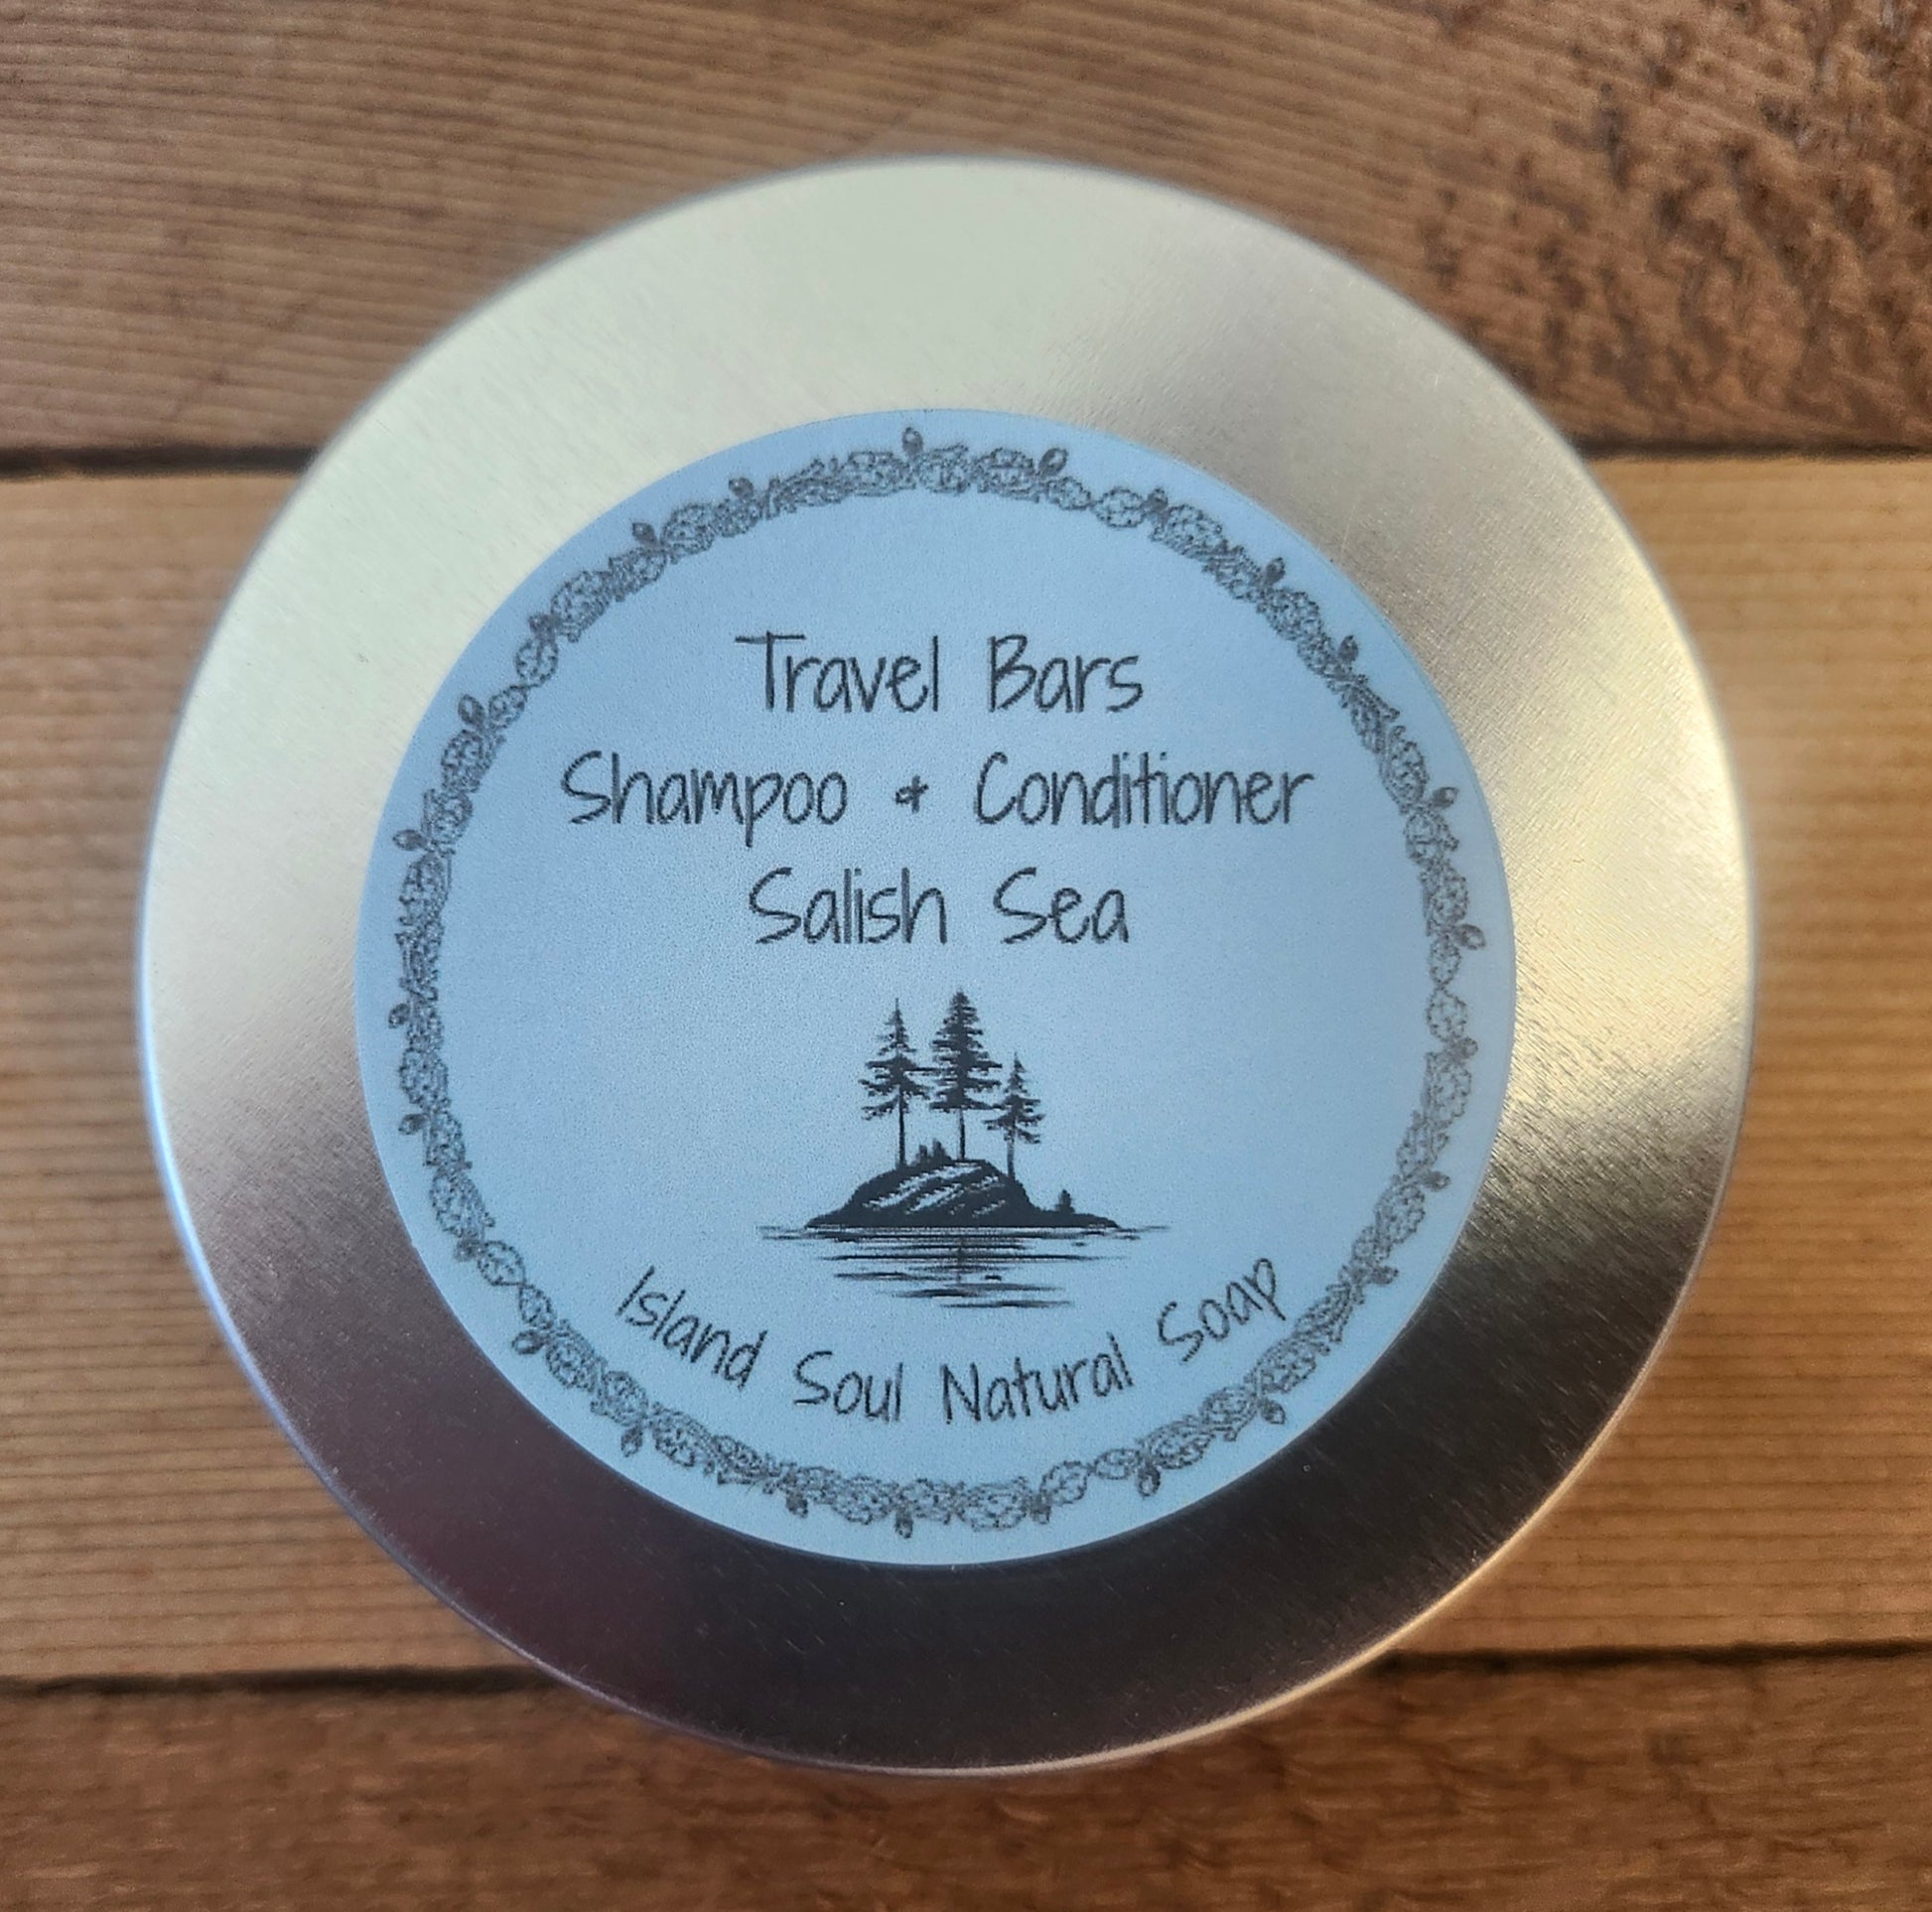 Travel Bars
Shampoo & Conditioner
Salish Sea
Island Soul Natural Soap